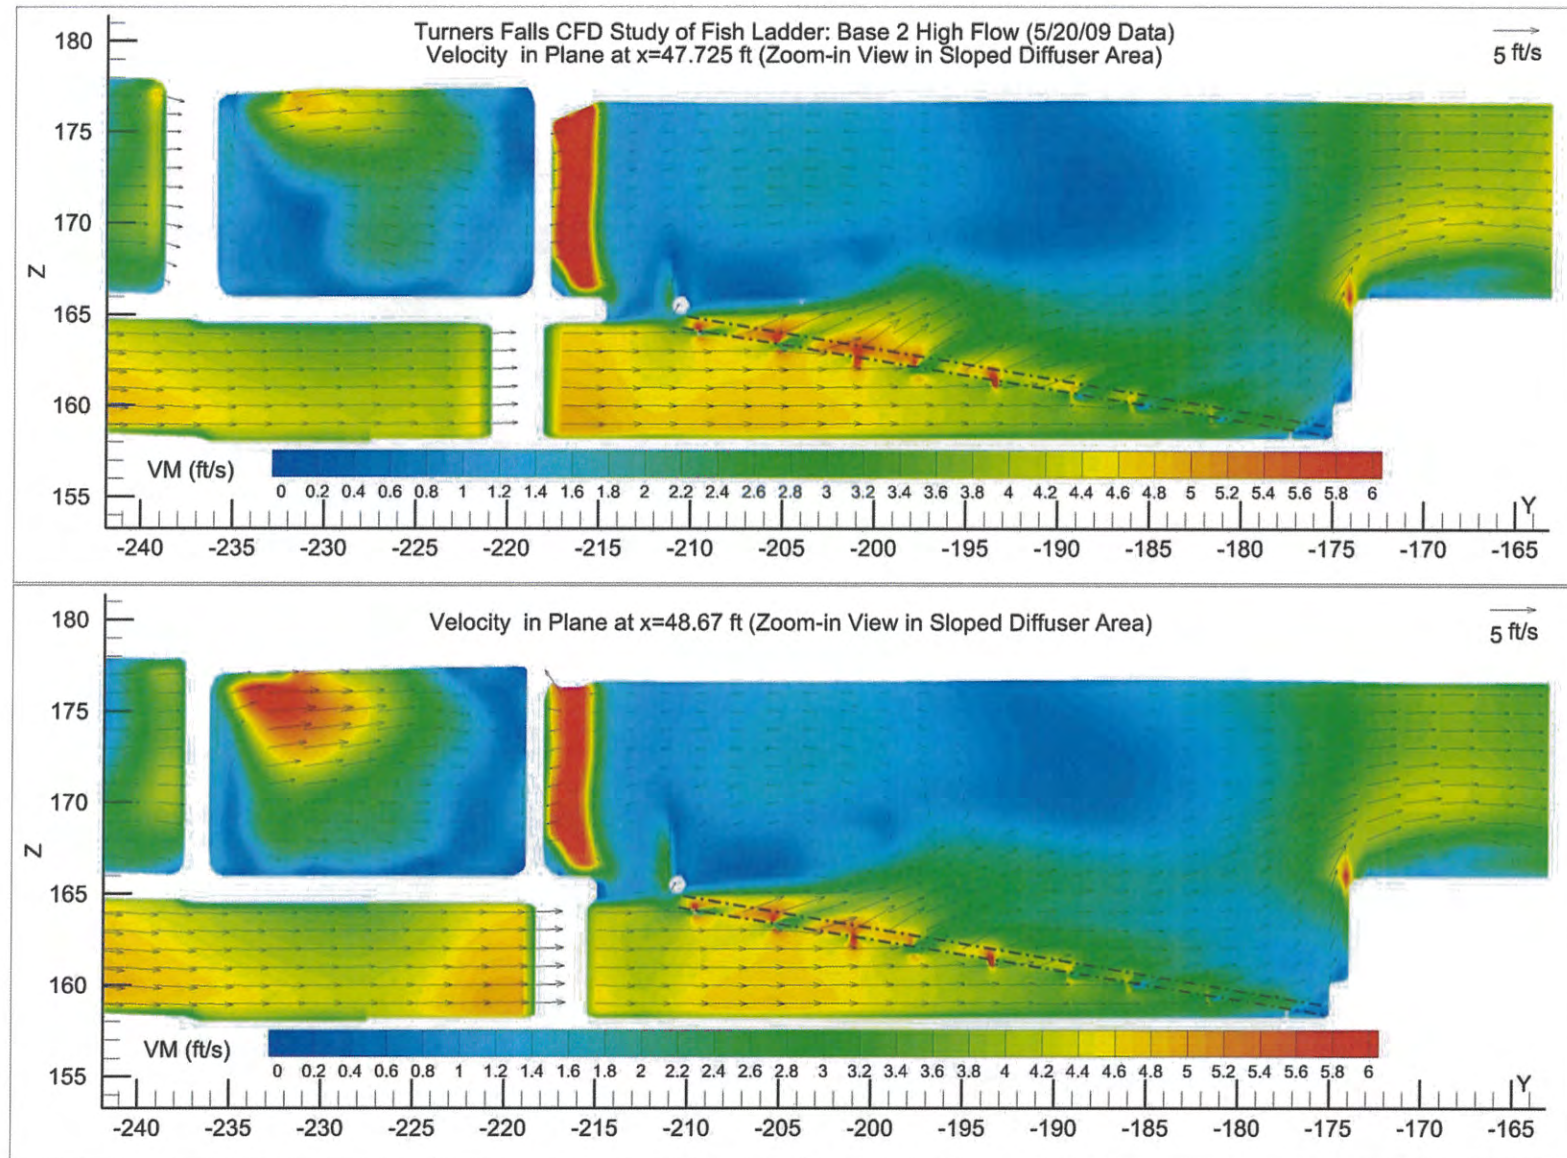 Turners Falls CFD Study of Fish Ladder: Base 2 High Flow (5/20/09 Data)
Velocity in Plane at x=47.725 ft (Zoom-in View in Sloped Diffuser Area)
5 ft/s
180
175
170
Z
165
160
155
VM (ft/s)
0 0.2 0.4 0.6 0.8 1 1.2 1.4 1.6 1.8 2 2.2 2.4 2.6 2.8 3 3.2 3.4 3.6 3.8 4 4.2 4.4 4.6 4.8 5 5.2 5.4 5.6 5.8 6
Y
-240 -235 -230 -225 -220 -215 -210 -205 -200 -195 -190 -185 -180 -175 -170 -165
Velocity in Plane at x=48.67 ft (Zoom-in View in Sloped Diffuser Area)
5 ft/s
180
175
170
Z
165
160
155
VM (ft/s)
0 0.2 0.4 0.6 0.8 1 1.2 1.4 1.6 1.8 2 2.2 2.4 2.6 2.8 3 3.2 3.4 3.6 3.8 4 4.2 4.4 4.6 4.8 5 5.2 5.4 5.6 5.8 6
Y
-240 -235 -230 -225 -220 -215 -210 -205 -200 -195 -190 -185 -180 -175 -170 -165